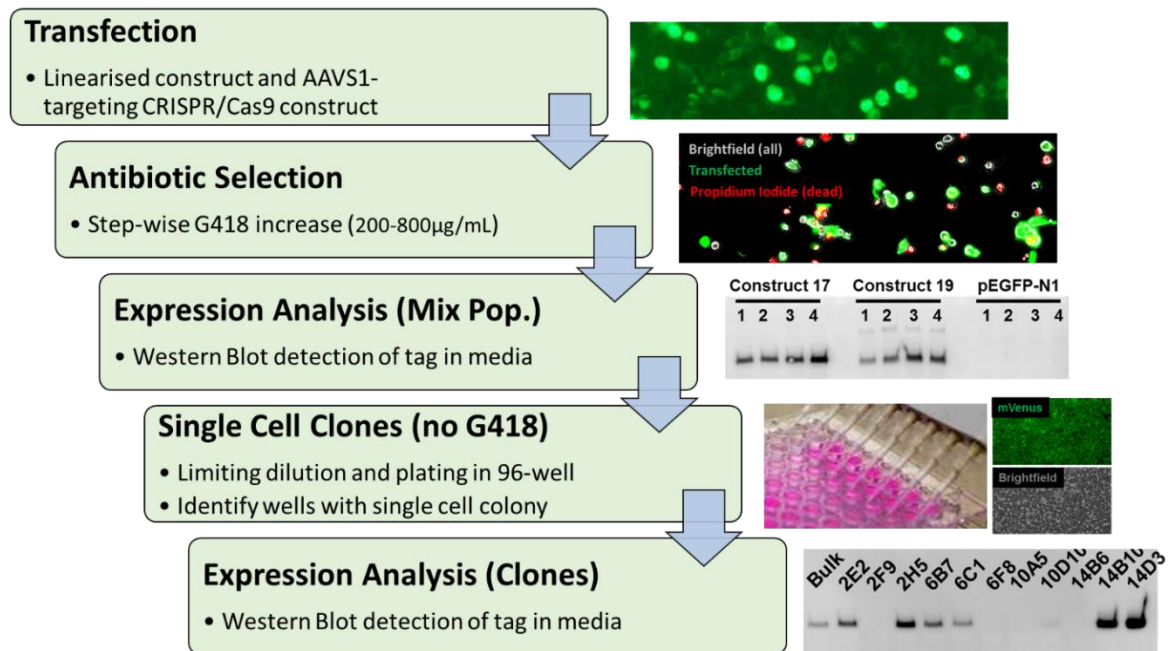 Transfection
• Linearised construct and AAVS1-
targeting CRISPR/Cas9 construct
Brightfield (all)
Transfected
Propidium Iodide (dead)
Antibiotic Selection
• Step-wise G418 increase (200-800µg/mL)
Construct 17 Construct 19 pEGFP-N1
1 2 3 4 1 2 3 4 1 2 3 4
Expression Analysis (Mix Pop.)
• Western Blot detection of tag in media
Single Cell Clones (no G418)
• Limiting dilution and plating in 96-well
• Identify wells with single cell colony
mVenus
Brightfield
Expression Analysis (Clones)
• Western Blot detection of tag in media
Bulk 2E2 2F9 2H5 6B7 6C1 6F8 10A5 10D10 14B6 14B10 14D3